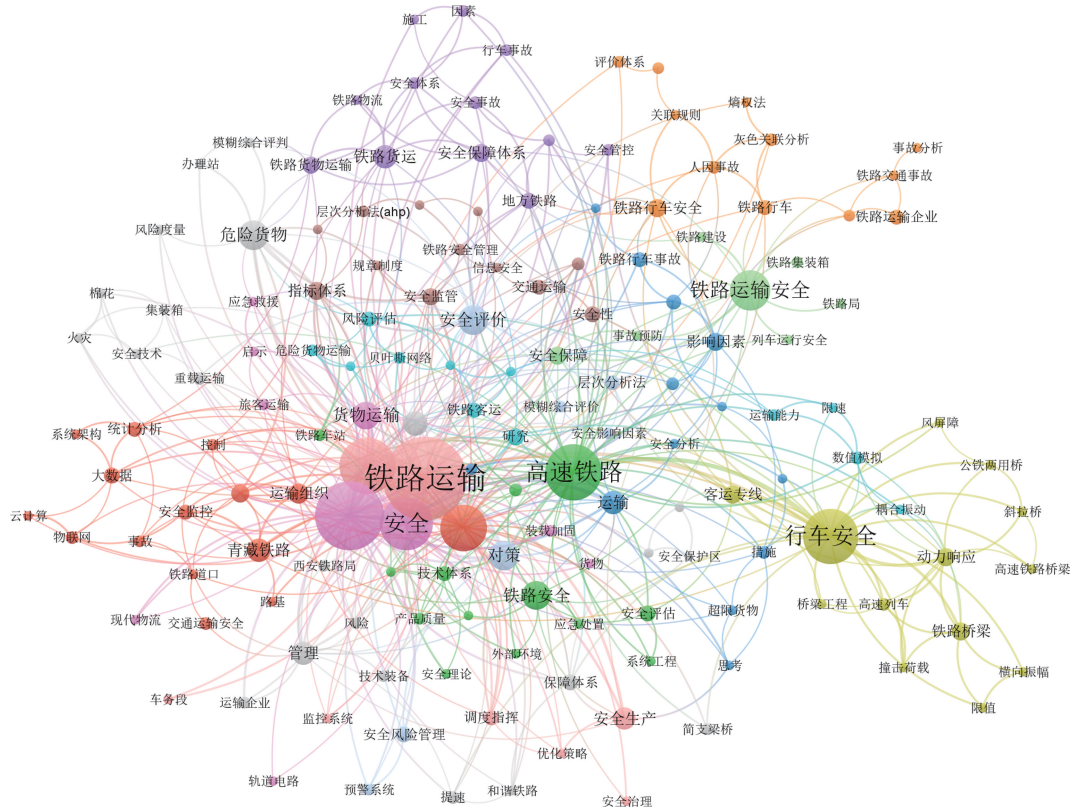 因素
施工
行车事故
评价体系
安全体系
铁路物流
安全事故
熵权法
关联规则
模糊综合评判
灰色关联分析
事故分析
安全管控
安全保障体系
铁路货运
办理站
铁路货物运输
人因事故
铁路交通事故
地方铁路
层次分析法(ahp)
铁路行车安全
铁路行车
铁路运输企业
风险度量
危险货物
铁路建设
铁路安全管理
铁路行车事故
铁路集装箱
规章制度
信息安全
棉花
指标体系
安全监管
交通运输
铁路运输安全
应急救援
集装箱
铁路局
风险评估
安全评价
安全性
火灾
事故预防
影响因素
列车运行安全
安全技术
启示
危险货物运输
贝叶斯网络
安全保障
重载运输
层次分析法
旅客运输
货物运输
铁路客运
模糊综合评价
运输能力
限速
风屏障
系统架构
统计分析
铁路车站
研究
安全影响因素
控制
安全分析
数值模拟
公铁两用桥
大数据
铁路运输
高速铁路
运输组织
客运专线
云计算
安全监控
运输
耦合振动
斜拉桥
物联网
事故
安全
装载加固
行车安全
青藏铁路
对策
安全保护区
措施
动力响应
西安铁路局
货物
高速铁路桥梁
铁路道口
技术体系
路基
铁路安全
桥梁工程
高速列车
现代物流
产品质量
超限货物
交通运输安全
风险
应急处置
安全评估
铁路桥梁
管理
外部环境
系统工程
思考
撞击荷载
横向振幅
技术装备
安全理论
保障体系
车务段
运输企业
限值
监控系统
调度指挥
安全生产
安全风险管理
简支梁桥
优化策略
轨道电路
预警系统
提速
和谐铁路
安全治理